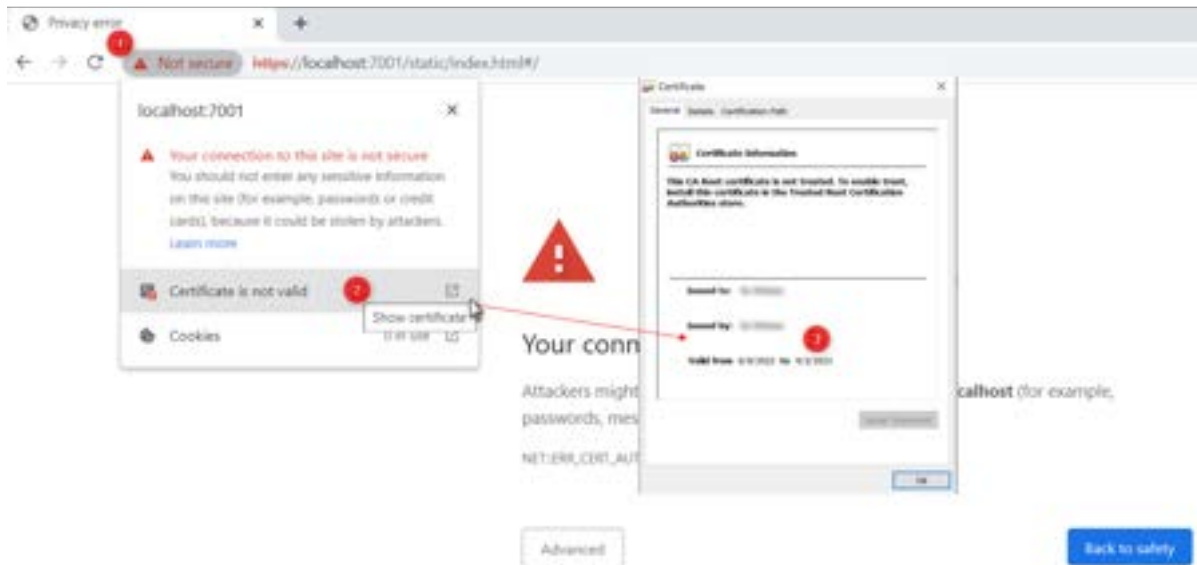 Privacy error
1
Not secure https://localhost:7001/static/index.html#/
localhost:7001
Your connection to this site is not secure
You should not enter any sensitive information
on this site (for example, passwords or credit
cards), because it could be stolen by attackers.
Learn more
Certificate is not valid
2
Show certificate
Cookies
in use
Certificate
General Details Certification Path
Certificate Information
This CA Root certificate is not trusted. To enable trust,
install this certificate in the Trusted Root Certification
Authorities store.
Issued to:
Issued by:
3
Valid from
to
OK
Your conn
Attackers might
calhost (for example,
passwords, mes
NET::ERR_CERT_AUT
Advanced
Back to safety